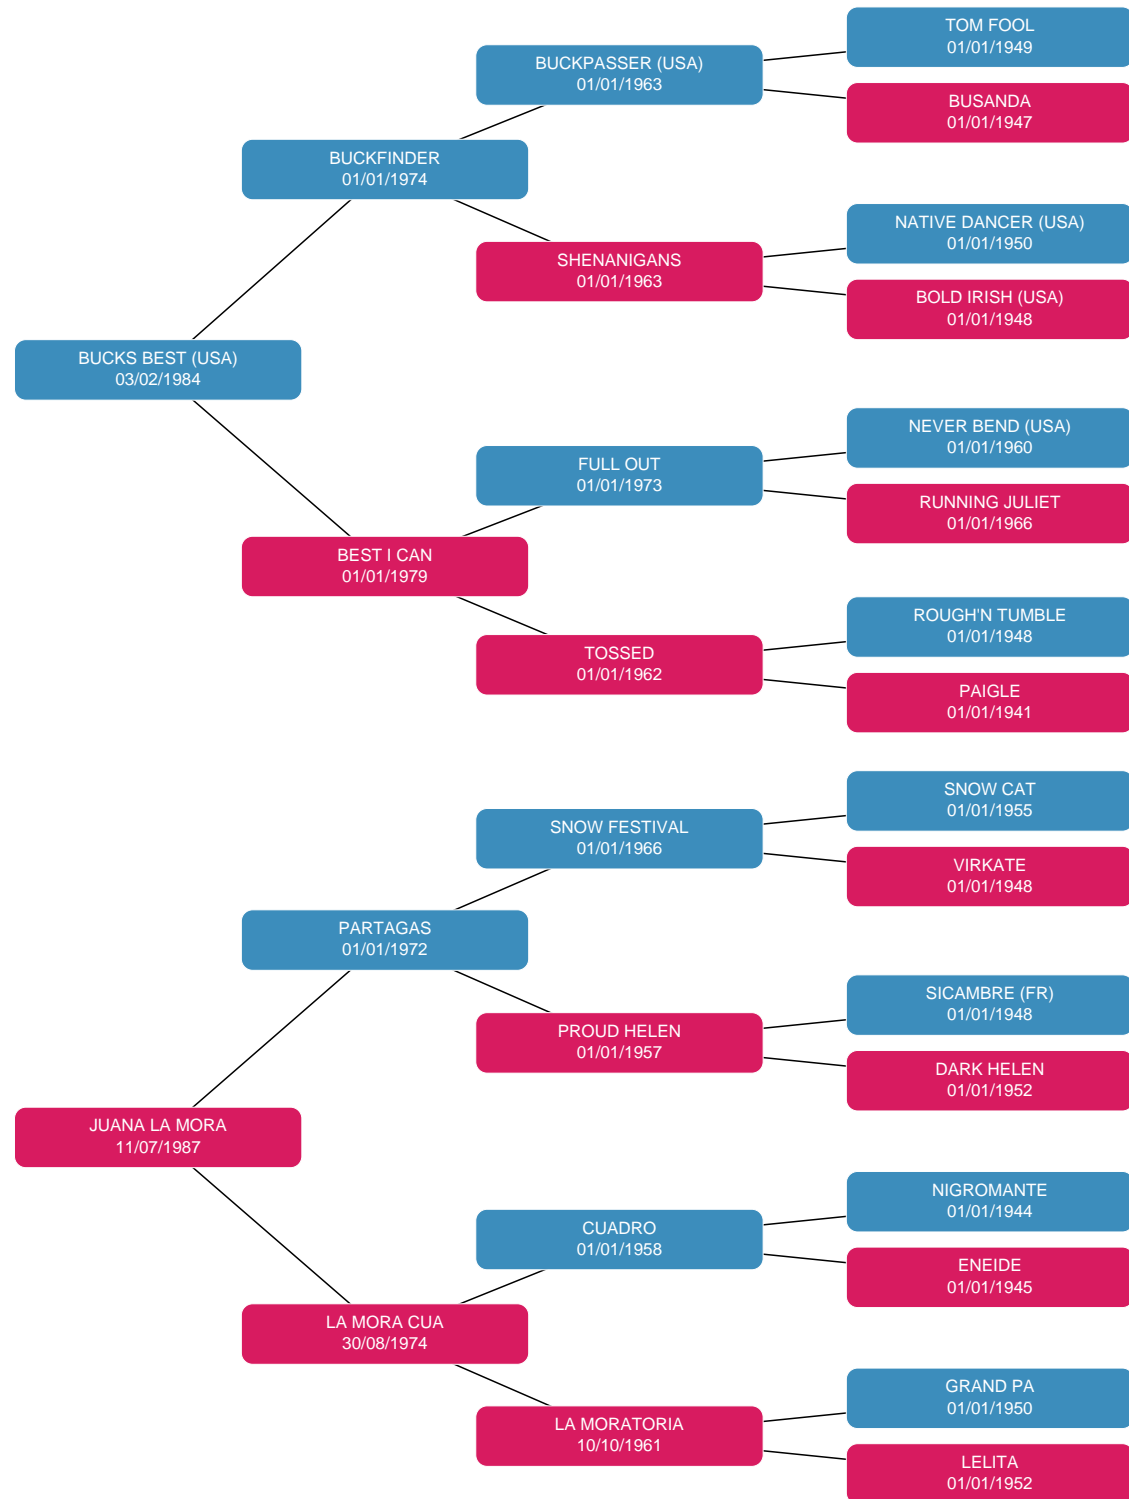 TOM FOOL
01/01/1949
BUCKPASSER (USA)
01/01/1963
BUSANDA
01/01/1947
BUCKFINDER
01/01/1974
NATIVE DANCER (USA)
01/01/1950
SHENANIGANS
01/01/1963
BOLD IRISH (USA)
01/01/1948
BUCKS BEST (USA)
03/02/1984
NEVER BEND (USA)
01/01/1960
FULL OUT
01/01/1973
RUNNING JULIET
01/01/1966
BEST I CAN
01/01/1979
ROUGH'N TUMBLE
01/01/1948
TOSSED
01/01/1962
PAIGLE
01/01/1941
SNOW CAT
01/01/1955
SNOW FESTIVAL
01/01/1966
VIRKATE
01/01/1948
PARTAGAS
01/01/1972
SICAMBRE (FR)
01/01/1948
PROUD HELEN
01/01/1957
DARK HELEN
01/01/1952
JUANA LA MORA
11/07/1987
NIGROMANTE
01/01/1944
CUADRO
01/01/1958
ENEIDE
01/01/1945
LA MORA CUA
30/08/1974
GRAND PA
01/01/1950
LA MORATORIA
10/10/1961
LELITA
01/01/1952